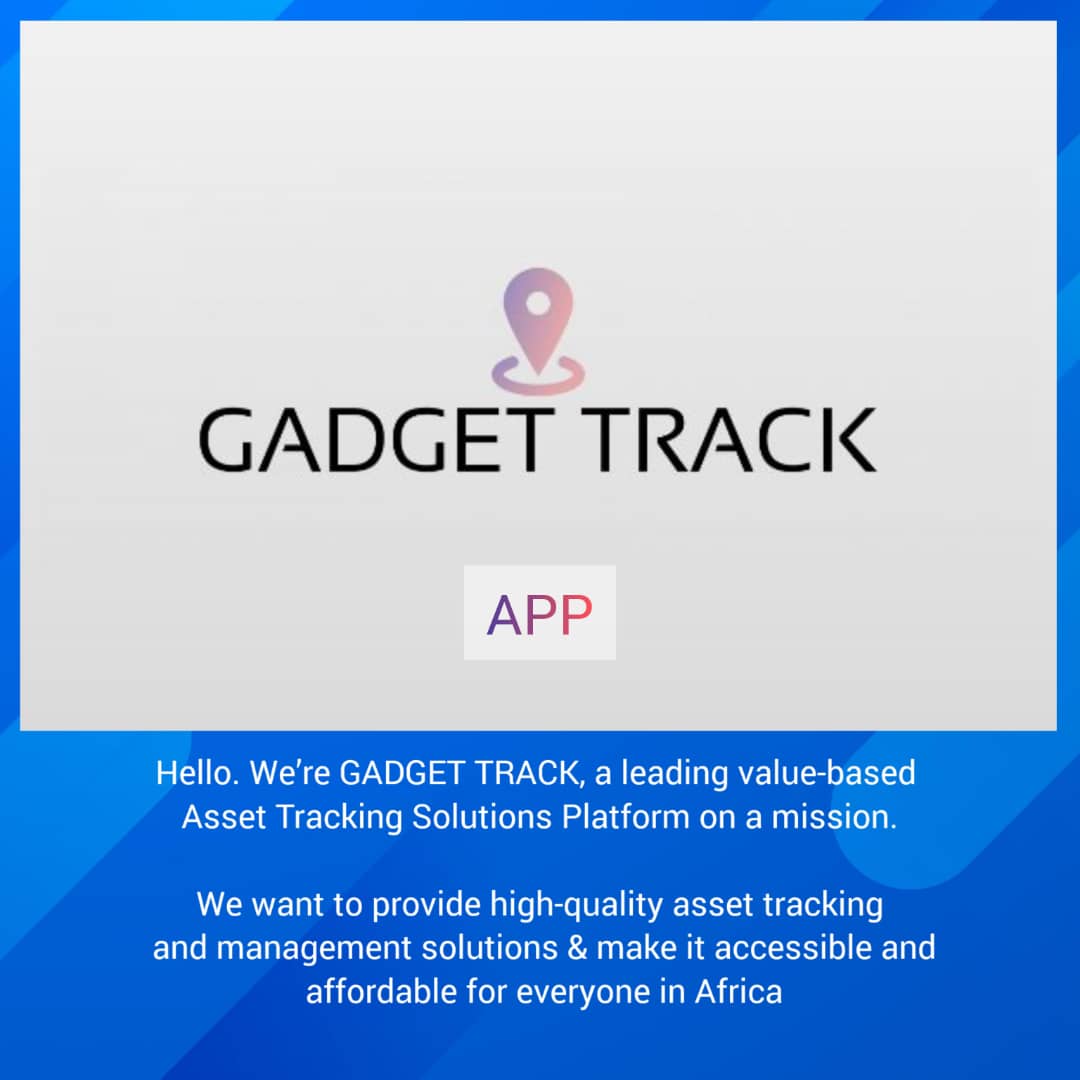 GADGET TRACK
APP
Hello. We’re GADGET TRACK, a leading value-based
Asset Tracking Solutions Platform on a mission.
We want to provide high-quality asset tracking
and management solutions & make it accessible and
affordable for everyone in Africa